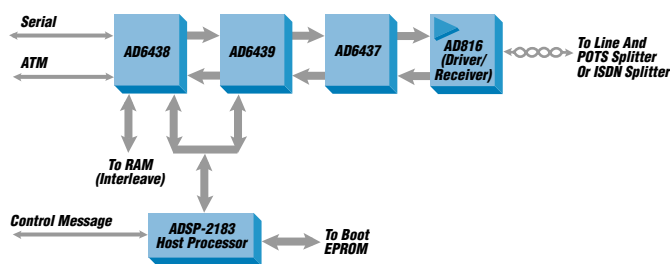 Serial
ATM
AD6438
AD6439
AD6437
AD816
(Driver/
Receiver)
To Line And
POTS Splitter
Or ISDN Splitter
To RAM
(Interleave)
Control Message
ADSP-2183
Host Processor
To Boot
EPROM